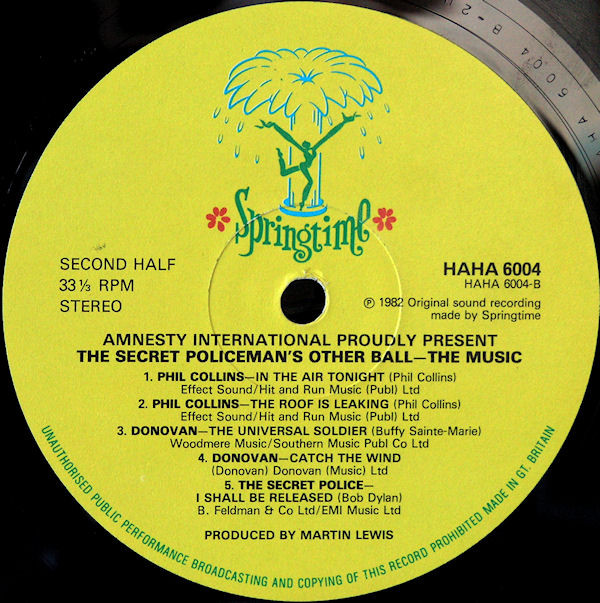 Springtime
SECOND HALF
33 ⅓ RPM
STEREO
HAHA 6004
HAHA 6004-B
℗ 1982 Original sound recording
made by Springtime
AMNESTY INTERNATIONAL PROUDLY PRESENT
THE SECRET POLICEMAN'S OTHER BALL—THE MUSIC
1. PHIL COLLINS—IN THE AIR TONIGHT (Phil Collins)
Effect Sound/Hit and Run Music (Publ) Ltd
2. PHIL COLLINS—THE ROOF IS LEAKING (Phil Collins)
Effect Sound/Hit and Run Music (Publ) Ltd
3. DONOVAN—THE UNIVERSAL SOLDIER (Buffy Sainte-Marie)
Woodmere Music/Southern Music Publ Co Ltd
4. DONOVAN—CATCH THE WIND
(Donovan) Donovan (Music) Ltd
5. THE SECRET POLICE—
I SHALL BE RELEASED (Bob Dylan)
B. Feldman & Co Ltd/EMI Music Ltd
PRODUCED BY MARTIN LEWIS
UNAUTHORISED PUBLIC PERFORMANCE BROADCASTING AND COPYING OF THIS RECORD PROHIBITED MADE IN GT. BRITAIN